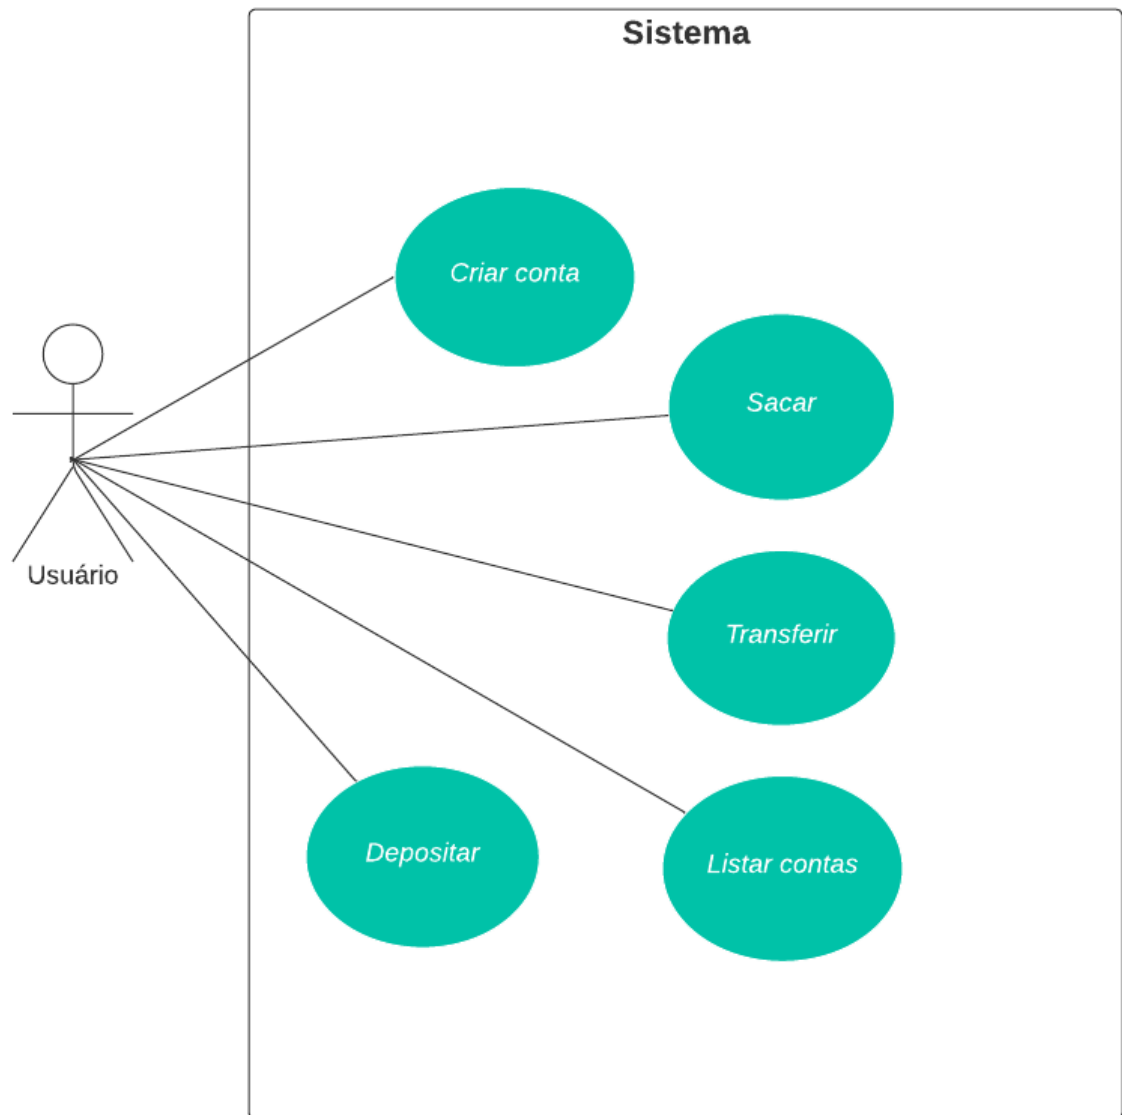 Sistema
Criar conta
Sacar
Usuário
Transferir
Depositar
Listar contas